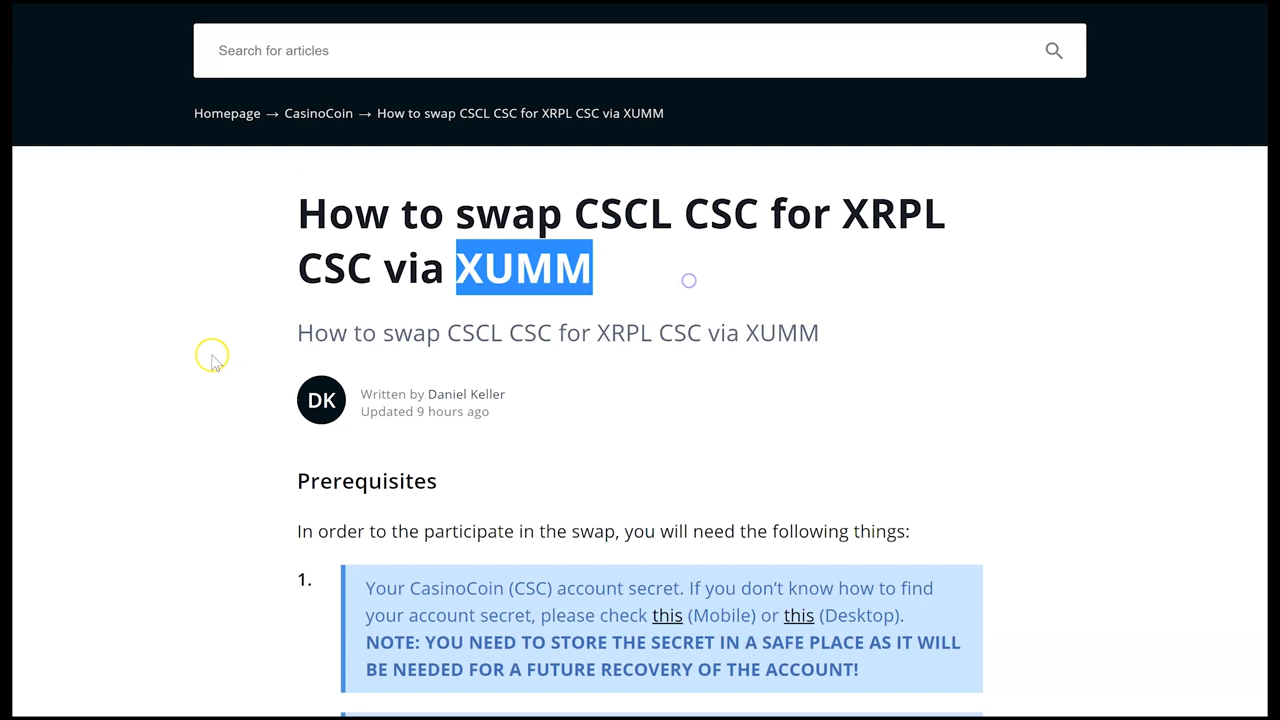 Search for articles
Homepage → CasinoCoin → How to swap CSCL CSC for XRPL CSC via XUMM
How to swap CSCL CSC for XRPL
CSC via XUMM
How to swap CSCL CSC for XRPL CSC via XUMM
DK
Written by Daniel Keller
Updated 9 hours ago
Prerequisites
In order to the participate in the swap, you will need the following things:
1.
Your CasinoCoin (CSC) account secret. If you don’t know how to find
your account secret, please check this (Mobile) or this (Desktop).
NOTE: YOU NEED TO STORE THE SECRET IN A SAFE PLACE AS IT WILL
BE NEEDED FOR A FUTURE RECOVERY OF THE ACCOUNT!